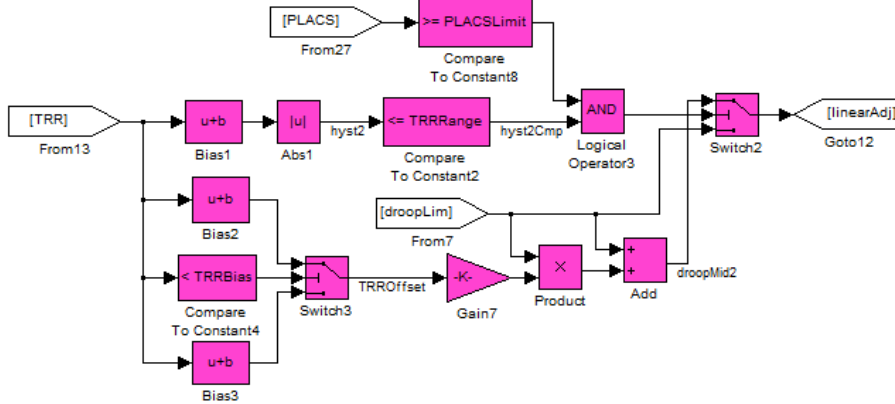 [PLACS]
From27
>= PLACSLimit
Compare
To Constant8
[TRR]
From13
u+b
Bias1
|u|
Abs1
hyst2
<= TRRRange
Compare
To Constant2
hyst2Cmp
AND
Logical
Operator3
Switch2
[linearAdj]
Goto12
u+b
Bias2
[droopLim]
From7
< TRRBias
Compare
To Constant4
Switch3
TRROffset
-K-
Gain7
×
Product
+
+
Add
droopMid2
u+b
Bias3